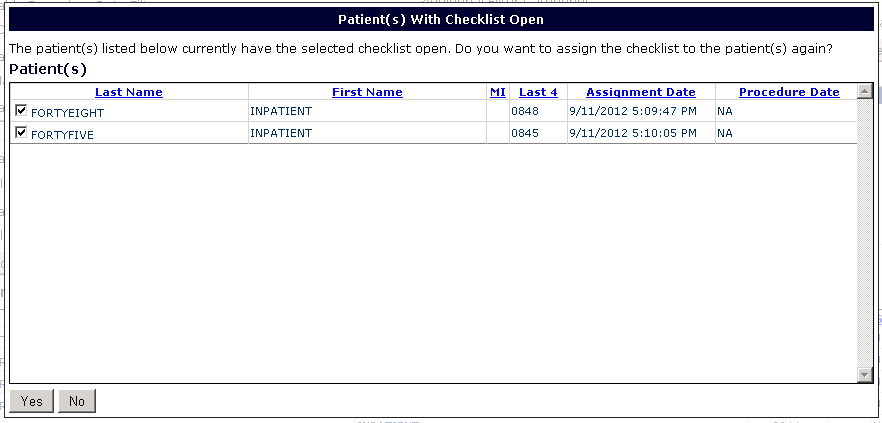 Patient(s) With Checklist Open
The patient(s) listed below currently have the selected checklist open. Do you want to assign the checklist to the patient(s) again?
Patient(s)
Last Name First Name MI Last 4 Assignment Date Procedure Date
FORTYEIGHT INPATIENT 0848 9/11/2012 5:09:47 PM NA
FORTYFIVE INPATIENT 0845 9/11/2012 5:10:05 PM NA
Yes No